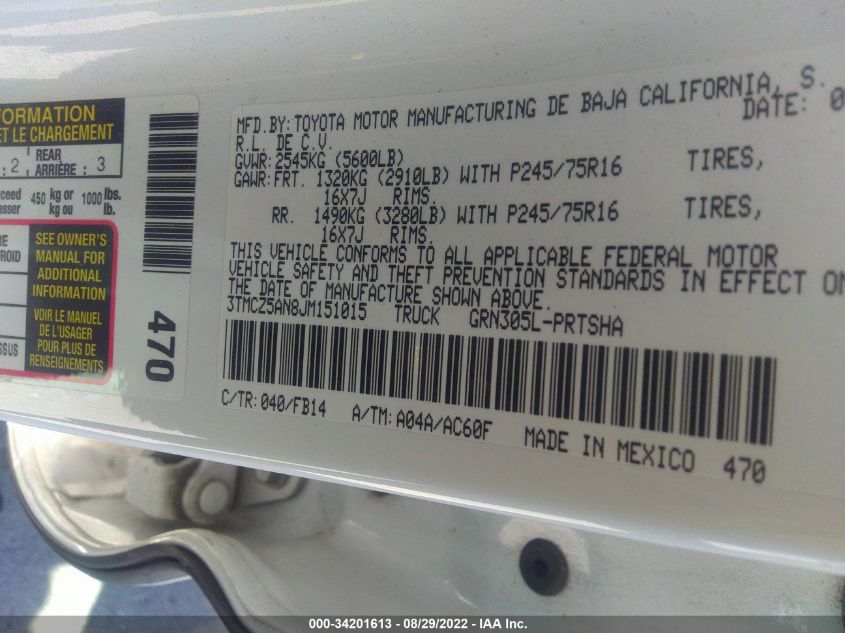 FORMATION
ET LE CHARGEMENT
: 2 REAR ARRIÈRE : 3
450 kg or kg ou 1000 lbs. lb.
SEE OWNER'S
MANUAL FOR
ADDITIONAL
INFORMATION
VOIR LE MANUEL
DE L'USAGER
POUR PLUS DE
RENSEIGNEMENTS
470
MFD.BY: TOYOTA MOTOR MANUFACTURING DE BAJA CALIFORNIA, S.
R.L. DE C.V. DATE: 0
GVWR: 2545KG (5600LB)
GAWR: FRT. 1320KG (2910LB) WITH P245/75R16 TIRES,
16X7J RIMS.
RR. 1490KG (3280LB) WITH P245/75R16 TIRES,
16X7J RIMS.
THIS VEHICLE CONFORMS TO ALL APPLICABLE FEDERAL MOTOR
VEHICLE SAFETY AND THEFT PREVENTION STANDARDS IN EFFECT ON
THE DATE OF MANUFACTURE SHOWN ABOVE.
3TMCZ5AN8JM151015 TRUCK GRN305L-PRTSHA
C/TR: 040/FB14 A/TM: A04A/AC60F MADE IN MEXICO 470
000-34201613 - 08/29/2022 - IAA Inc.